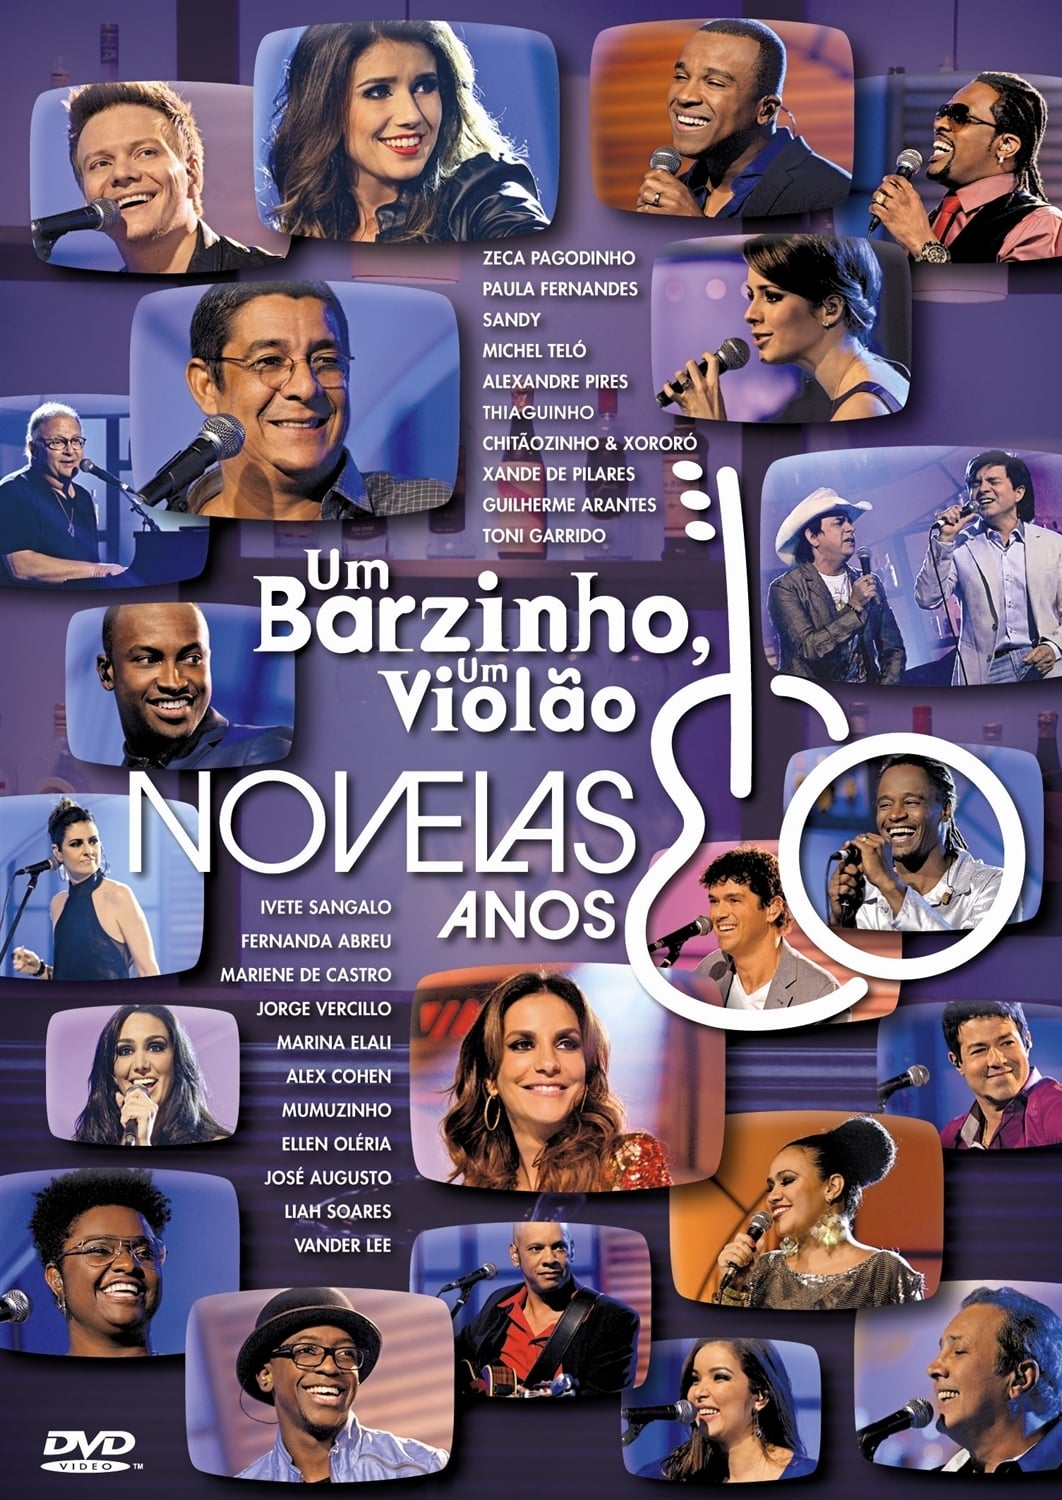 ZECA PAGODINHO
PAULA FERNANDES
SANDY
MICHEL TELÓ
ALEXANDRE PIRES
THIAGUINHO
CHITÃOZINHO & XORORÓ
XANDE DE PILARES
GUILHERME ARANTES
TONI GARRIDO
Um
Barzinho,
um
Violão
NOVELAS
ANOS 80
IVETE SANGALO
FERNANDA ABREU
MARIENE DE CASTRO
JORGE VERCILLO
MARINA ELALI
ALEX COHEN
MUMUZINHO
ELLEN OLÉRIA
JOSÉ AUGUSTO
LIAH SOARES
VANDER LEE
DVD
VIDEO TM